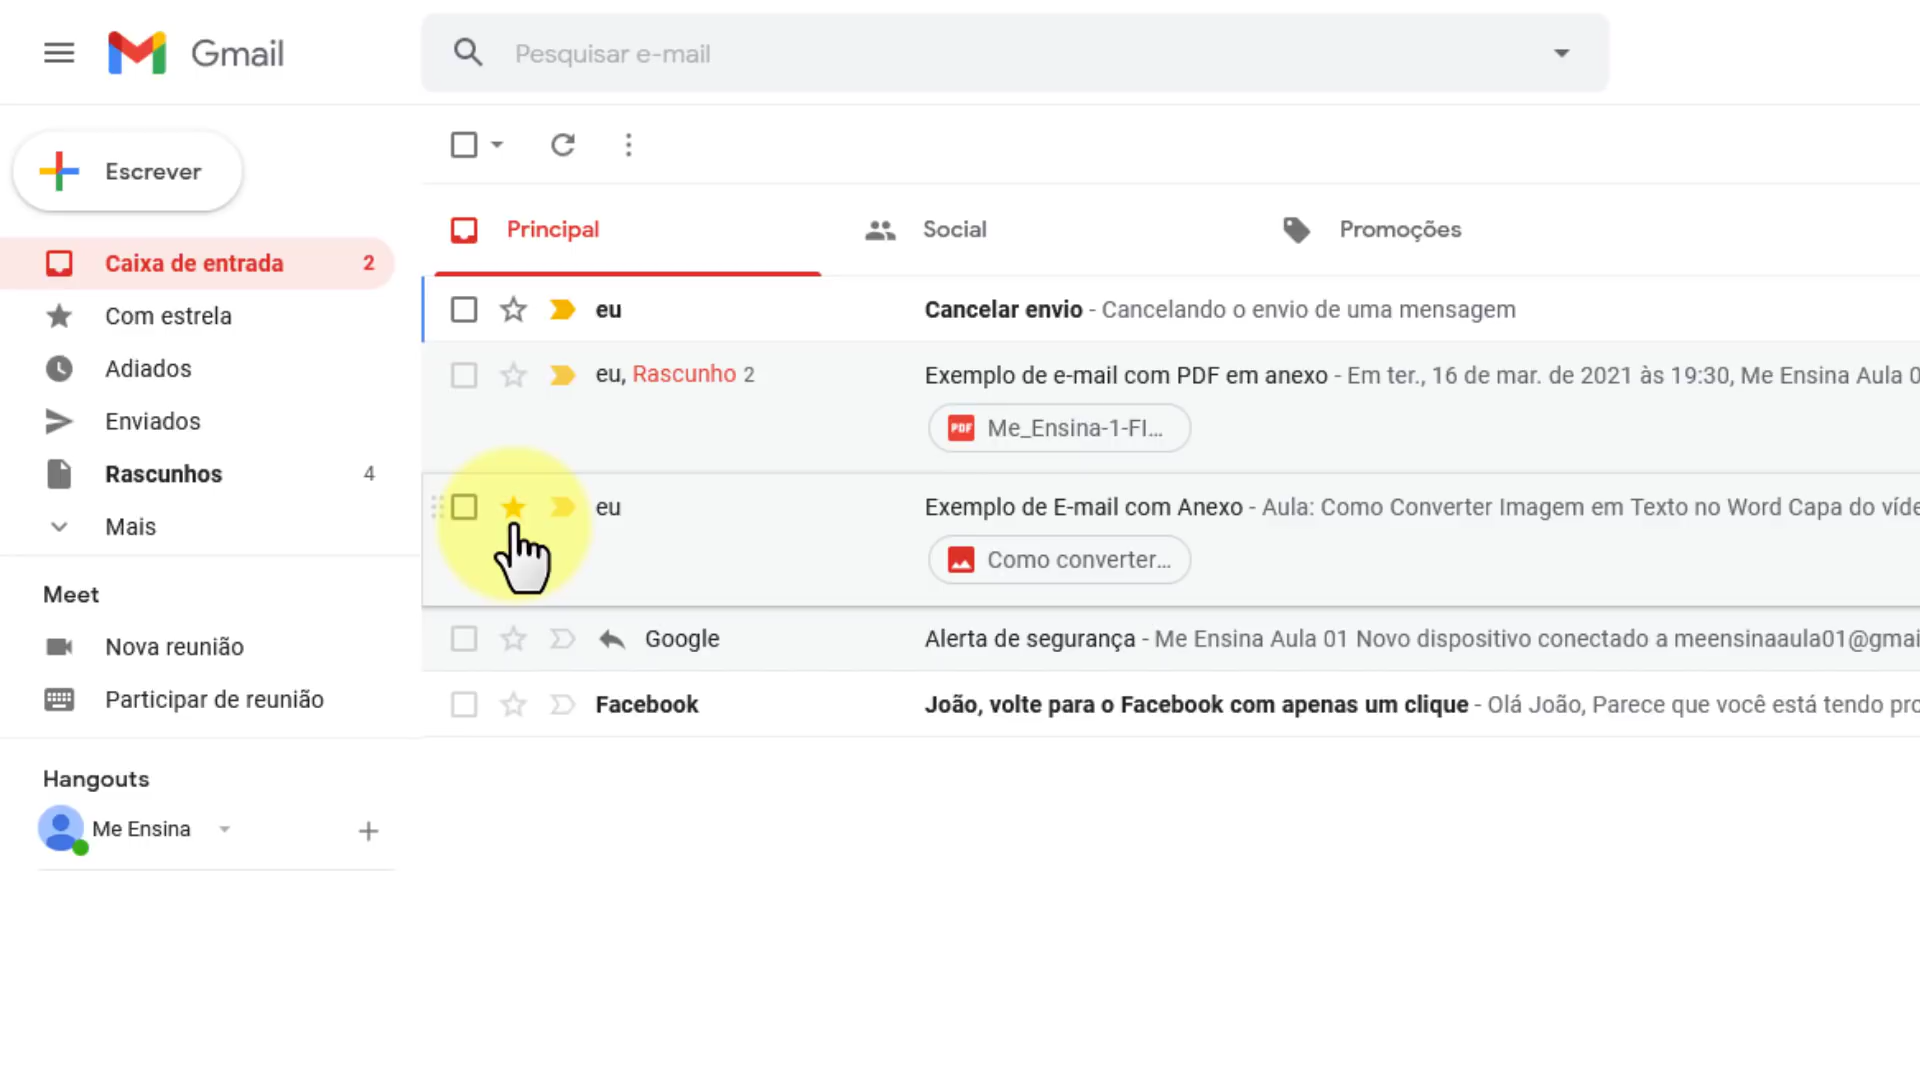 Gmail
Pesquisar e-mail
Escrever
Caixa de entrada 2
Com estrela
Adiados
Enviados
Rascunhos 4
Mais
Meet
Nova reunião
Participar de reunião
Hangouts
Me Ensina
Principal Social Promoções
eu Cancelar envio - Cancelando o envio de uma mensagem
eu, Rascunho 2 Exemplo de e-mail com PDF em anexo - Em ter., 16 de mar. de 2021 às 19:30, Me Ensina Aula 0
PDF Me_Ensina-1-FI...
eu Exemplo de E-mail com Anexo - Aula: Como Converter Imagem em Texto no Word Capa do víde
Como converter...
Google Alerta de segurança - Me Ensina Aula 01 Novo dispositivo conectado a meensinaaula01@gmai
Facebook João, volte para o Facebook com apenas um clique - Olá João, Parece que você está tendo pro